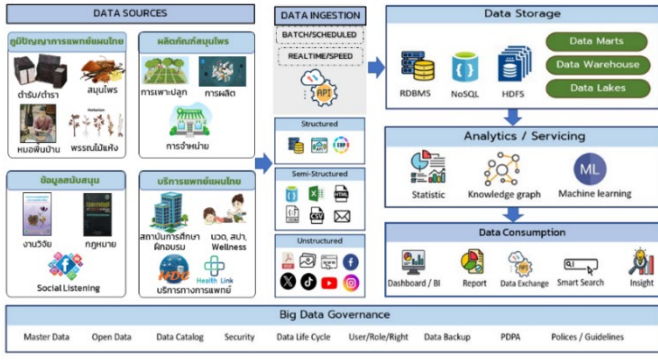 DATA SOURCES
ภูมิปัญญาการแพทย์แผนไทย
ตำรับ/ตำรา
สมุนไพร
หมอพื้นบ้าน
พรรณไม้แห้ง
ผลิตภัณฑ์สมุนไพร
การเพาะปลูก
การผลิต
การจำหน่าย
ข้อมูลสนับสนุน
งานวิจัย
กฎหมาย
Social Listening
บริการแพทย์แผนไทย
สถาบันการศึกษา
ฝึกอบรม
นวด, สปา,
Wellness
HDC
Health Link
บริการทางการแพทย์
DATA INGESTION
BATCH/SCHEDULED
REALTIME/SPEED
API
Structured
ERP
Semi-Structured
HTML
CSV
Unstructured
Data Storage
RDBMS
NoSQL
HDFS
Data Marts
Data Warehouse
Data Lakes
Analytics / Servicing
Statistic
Knowledge graph
ML
Machine learning
Data Consumption
Dashboard / BI
Report
API
Data Exchange
Search
Smart Search
Insight
Big Data Governance
Master Data
Open Data
Data Catalog
Security
Data Life Cycle
User/Role/Right
Data Backup
PDPA
Polices / Guidelines